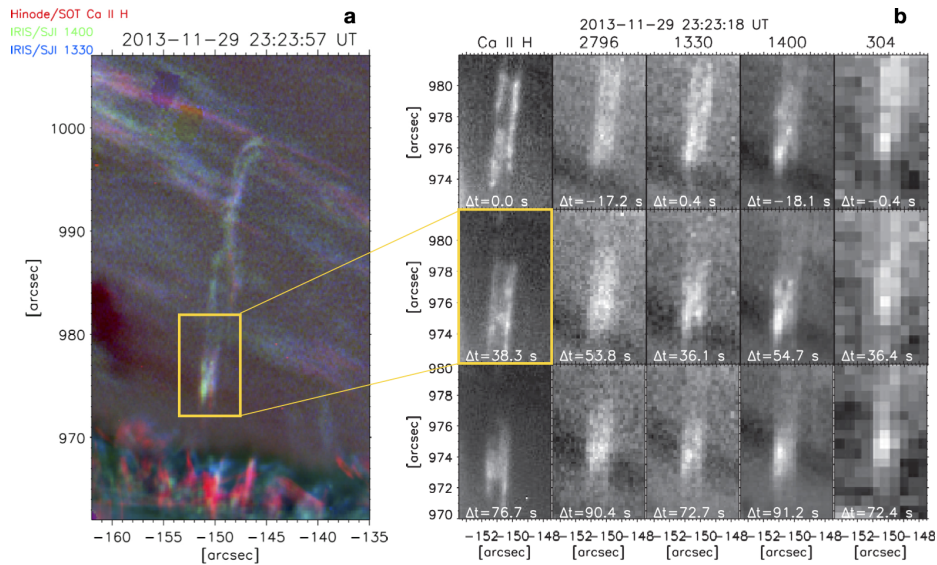 Hinode/SOT Ca II H
IRIS/SJI 1400
IRIS/SJI 1330
a
2013-11-29 23:23:57 UT
1000
990
980
970
[arcsec]
-160 -155 -150 -145 -140 -135
[arcsec]
b
2013-11-29 23:23:18 UT
Ca II H 2796 1330 1400 304
980
978
976
974
[arcsec]
Δt=0.0 s Δt=-17.2 s Δt=0.4 s Δt=-18.1 s Δt=-0.4 s
980
978
976
974
[arcsec]
Δt=38.3 s Δt=53.8 s Δt=36.1 s Δt=54.7 s Δt=36.4 s
980
978
976
974
972
970
[arcsec]
Δt=76.7 s Δt=90.4 s Δt=72.7 s Δt=91.2 s Δt=72.4 s
-152-150-148 -152-150-148 -152-150-148 -152-150-148 -152-150-148
[arcsec] [arcsec] [arcsec] [arcsec] [arcsec]